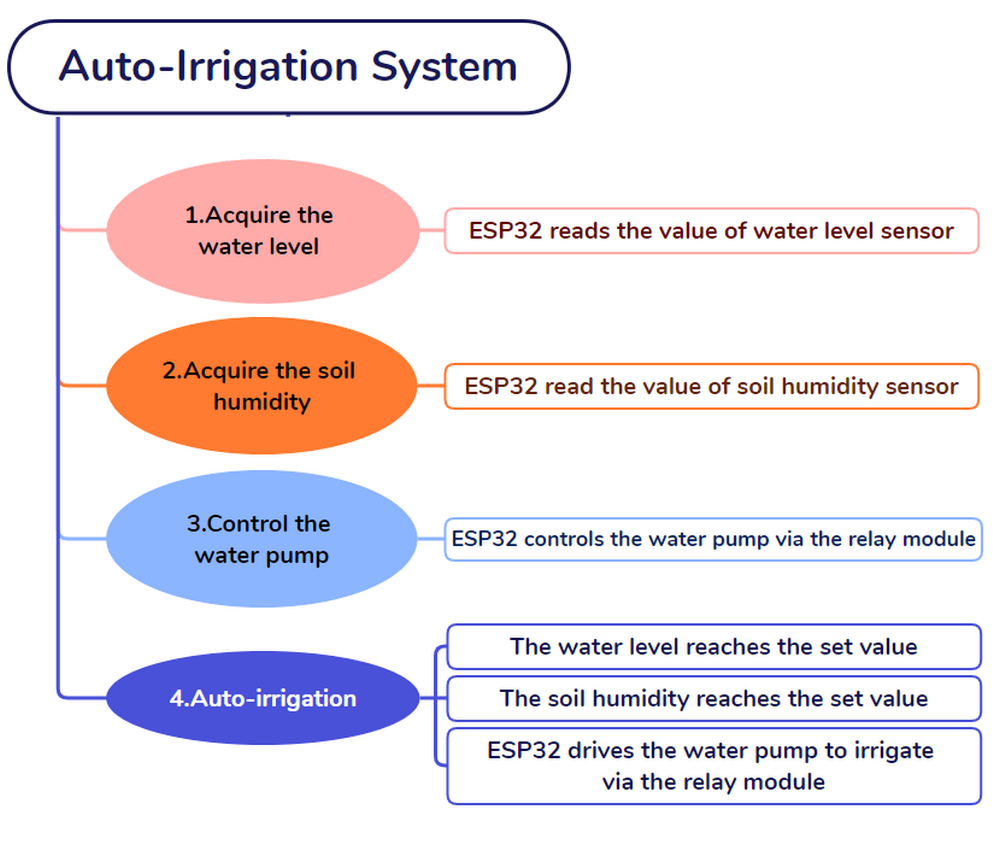 Auto-Irrigation System
1.Acquire the
water level
ESP32 reads the value of water level sensor
2.Acquire the soil
humidity
ESP32 read the value of soil humidity sensor
3.Control the
water pump
ESP32 controls the water pump via the relay module
4.Auto-irrigation
The water level reaches the set value
The soil humidity reaches the set value
ESP32 drives the water pump to irrigate
via the relay module